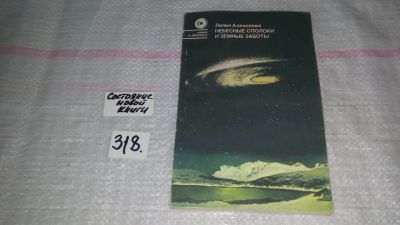 Лилия Алексеева
НЕБЕСНЫЕ СПОЛОХИ
И ЗЕМНЫЕ ЗАБОТЫ
Состояние
новой
книги
318.